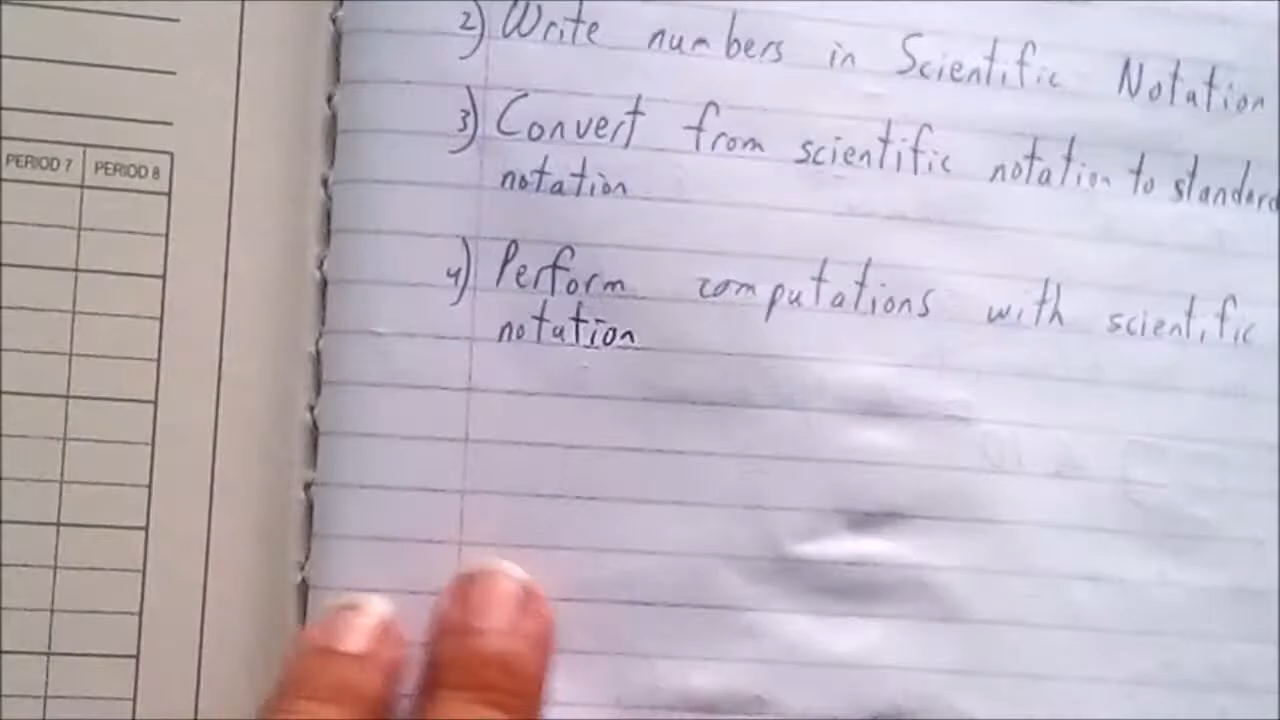 2) Write numbers in Scientific Notation
3) Convert from scientific notation to standard
notation
4) Perform computations with scientific
notation
PERIOD 7 PERIOD 8